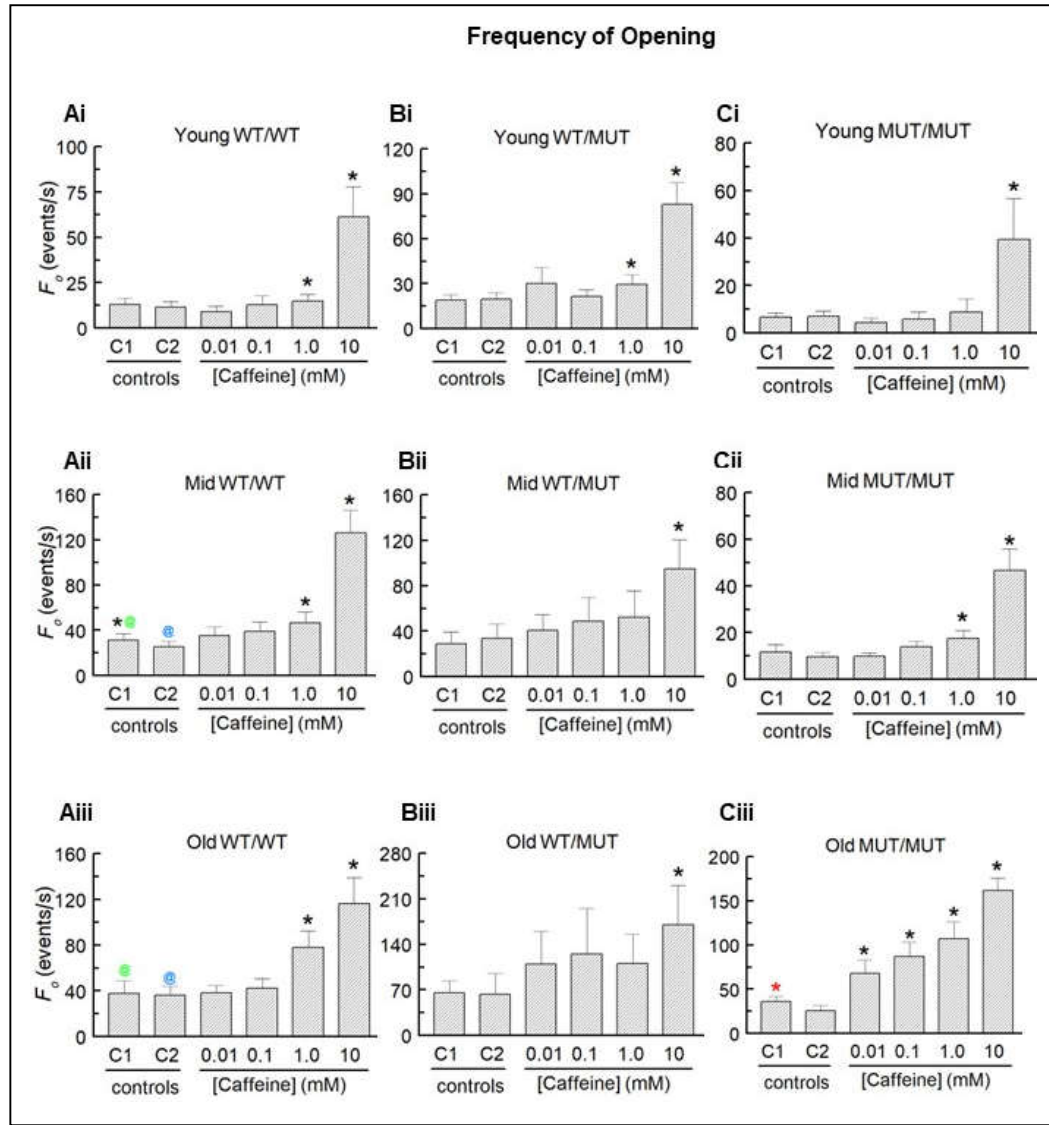 Frequency of Opening
Ai
Young WT/WT
100
75
50
25
0
F_o (events/s)
*
*
C1 C2 0.01 0.1 1.0 10
controls [Caffeine] (mM)
Bi
Young WT/MUT
120
90
60
30
0
*
*
C1 C2 0.01 0.1 1.0 10
controls [Caffeine] (mM)
Ci
Young MUT/MUT
80
60
40
20
0
*
C1 C2 0.01 0.1 1.0 10
controls [Caffeine] (mM)
Aii
Mid WT/WT
160
120
80
40
0
F_o (events/s)
*@ @ * *
C1 C2 0.01 0.1 1.0 10
controls [Caffeine] (mM)
Bii
Mid WT/MUT
160
120
80
40
0
*
C1 C2 0.01 0.1 1.0 10
controls [Caffeine] (mM)
Cii
Mid MUT/MUT
80
60
40
20
0
*
*
C1 C2 0.01 0.1 1.0 10
controls [Caffeine] (mM)
Aiii
Old WT/WT
160
120
80
40
0
F_o (events/s)
@ @ * *
C1 C2 0.01 0.1 1.0 10
controls [Caffeine] (mM)
Biii
Old WT/MUT
280
210
140
70
0
*
C1 C2 0.01 0.1 1.0 10
controls [Caffeine] (mM)
Ciii
Old MUT/MUT
200
150
100
50
0
* * * * *
C1 C2 0.01 0.1 1.0 10
controls [Caffeine] (mM)